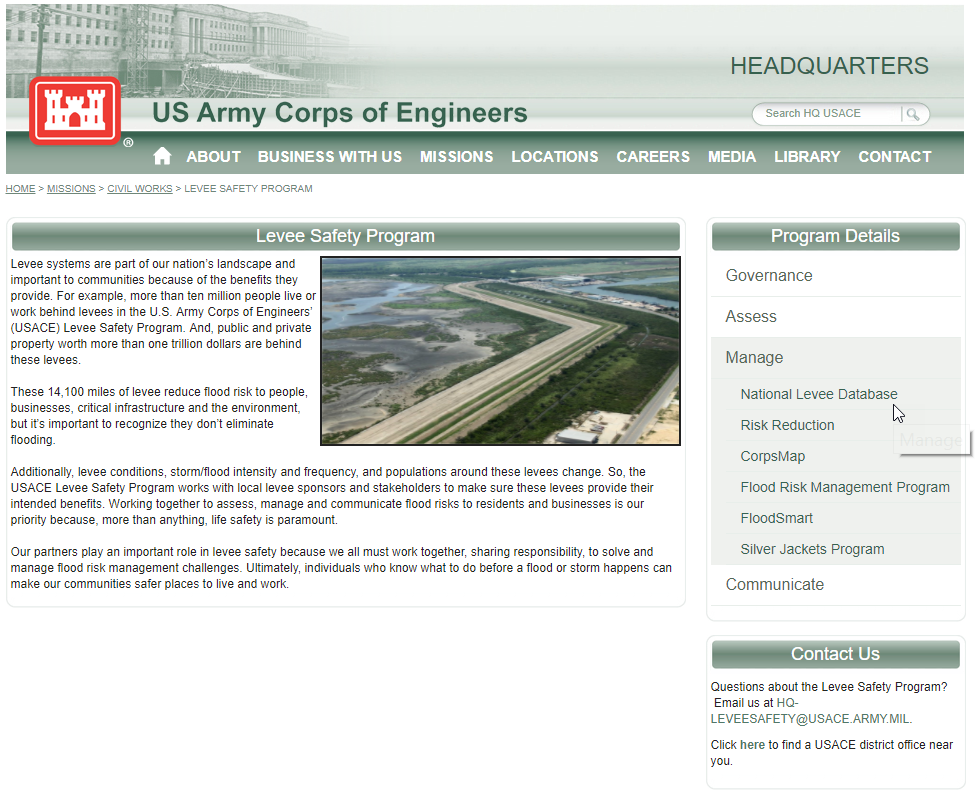 HEADQUARTERS
US Army Corps of Engineers
®
Search HQ USACE
ABOUT BUSINESS WITH US MISSIONS LOCATIONS CAREERS MEDIA LIBRARY CONTACT
HOME > MISSIONS > CIVIL WORKS > LEVEE SAFETY PROGRAM
Levee Safety Program
Levee systems are part of our nation's landscape and
important to communities because of the benefits they
provide. For example, more than ten million people live or
work behind levees in the U.S. Army Corps of Engineers'
(USACE) Levee Safety Program. And, public and private
property worth more than one trillion dollars are behind
these levees.
These 14,100 miles of levee reduce flood risk to people,
businesses, critical infrastructure and the environment,
but it's important to recognize they don't eliminate
flooding.
Additionally, levee conditions, storm/flood intensity and frequency, and populations around these levees change. So, the
USACE Levee Safety Program works with local levee sponsors and stakeholders to make sure these levees provide their
intended benefits. Working together to assess, manage and communicate flood risks to residents and businesses is our
priority because, more than anything, life safety is paramount.
Our partners play an important role in levee safety because we all must work together, sharing responsibility, to solve and
manage flood risk management challenges. Ultimately, individuals who know what to do before a flood or storm happens can
make our communities safer places to live and work.
Program Details
Governance
Assess
Manage
National Levee Database
Risk Reduction
Manage
CorpsMap
Flood Risk Management Program
FloodSmart
Silver Jackets Program
Communicate
Contact Us
Questions about the Levee Safety Program?
Email us at HQ-
LEVEESAFETY@USACE.ARMY.MIL.
Click here to find a USACE district office near
you.